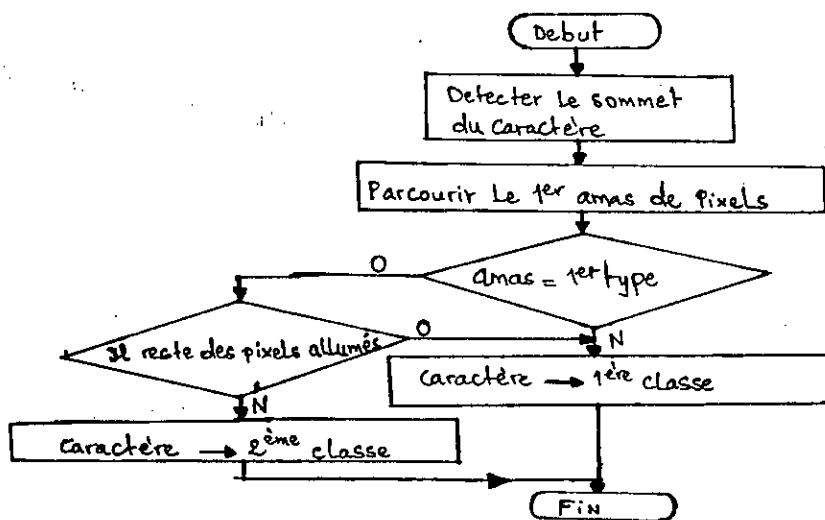 Debut
Detecter le sommet
du Caractère
Parcourir le 1er amas de Pixels
amas = 1er type
O
N
Il reste des pixels allumés
O
N
Caractère → 1ère classe
Caractère → 2ème classe
FIN